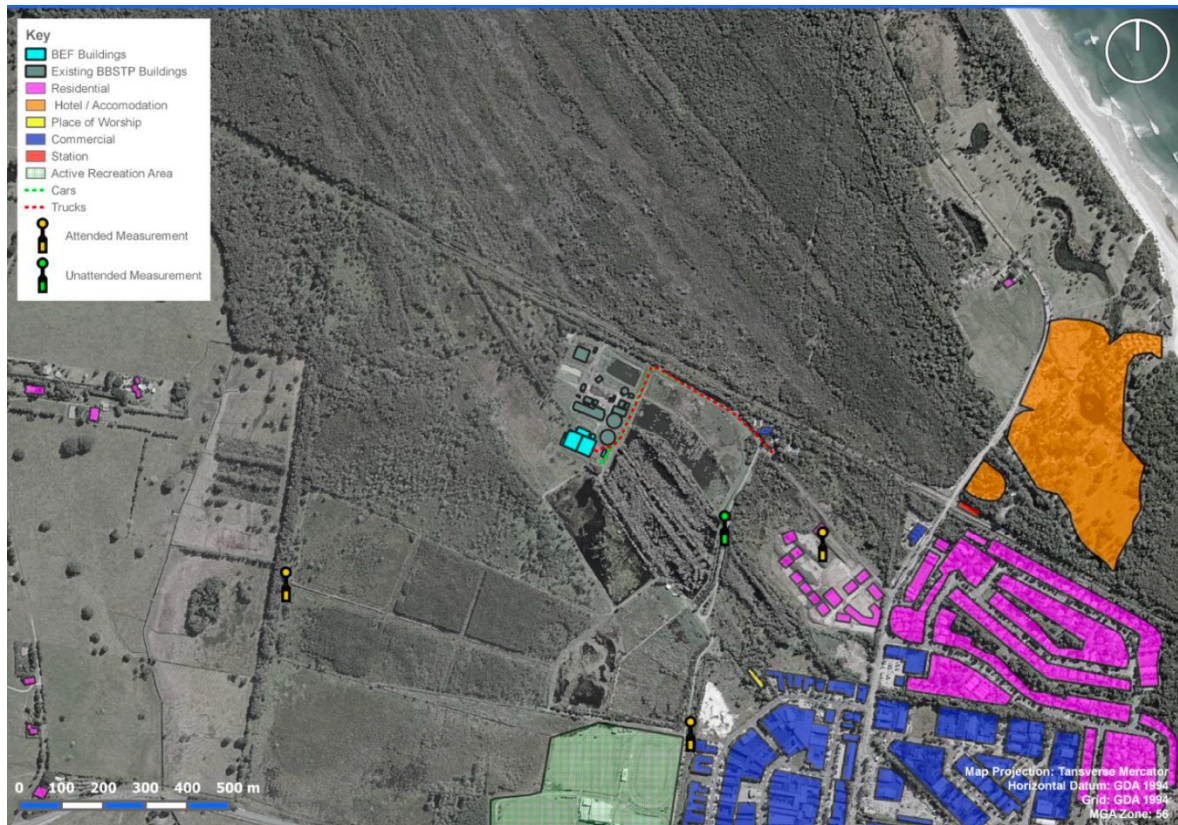 Key
BEF Buildings
Existing BBSTP Buildings
Residential
Hotel / Accomodation
Place of Worship
Commercial
Station
Active Recreation Area
Cars
Trucks
Attended Measurement
Unattended Measurement
0 100 200 300 400 500 m
Map Projection: Tansverse Mercator
Horizontal Datum: GDA 1994
Grid: GDA 1994
MGA Zone: 56